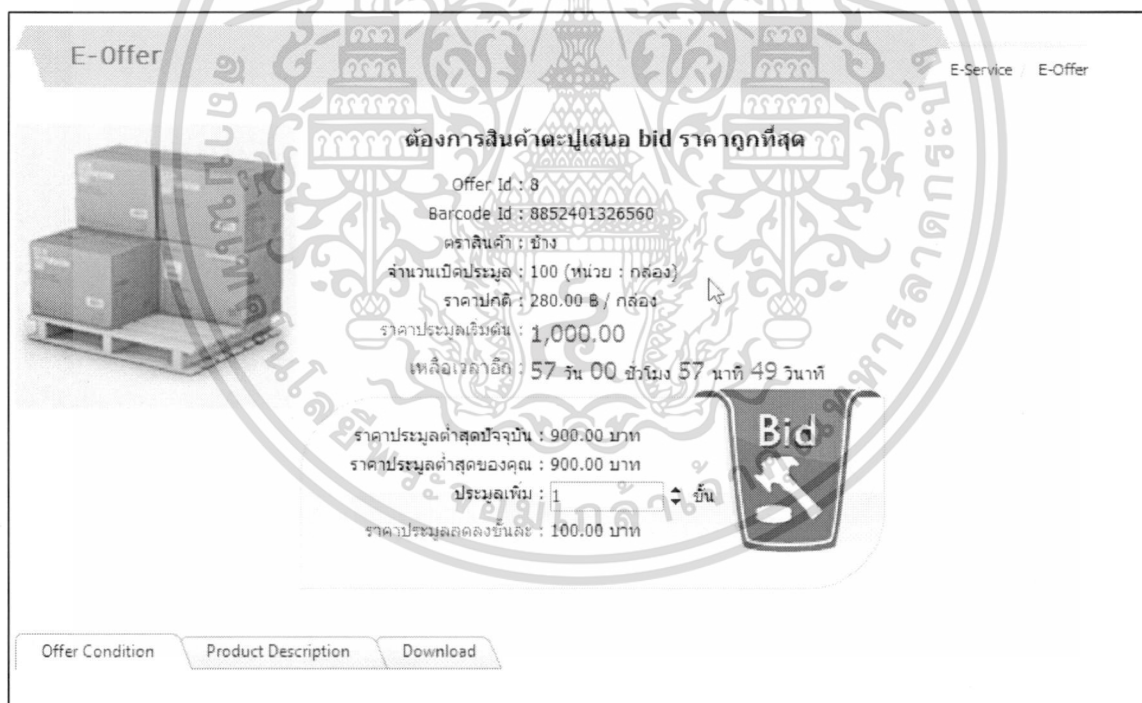 E-Offer
E-Service / E-Offer
ต้องการสินค้าตะปูเสนอ bid ราคาถูกที่สุด
Offer Id : 8
Barcode Id : 8852401326560
ตราสินค้า : ช้าง
จำนวนเปิดประมูล : 100 (หน่วย : กล่อง)
ราคาปกติ : 280.00 ฿ / กล่อง
ราคาประมูลเริ่มต้น : 1,000.00
เหลือเวลาอีก : 57 วัน 00 ชั่วโมง 57 นาที 49 วินาที
ราคาประมูลต่ำสุดปัจจุบัน : 900.00 บาท
ราคาประมูลต่ำสุดของคุณ : 900.00 บาท
ประมูลเพิ่ม : 1 ขั้น
ราคาประมูลลดลงขั้นละ : 100.00 บาท
Bid
Offer Condition
Product Description
Download